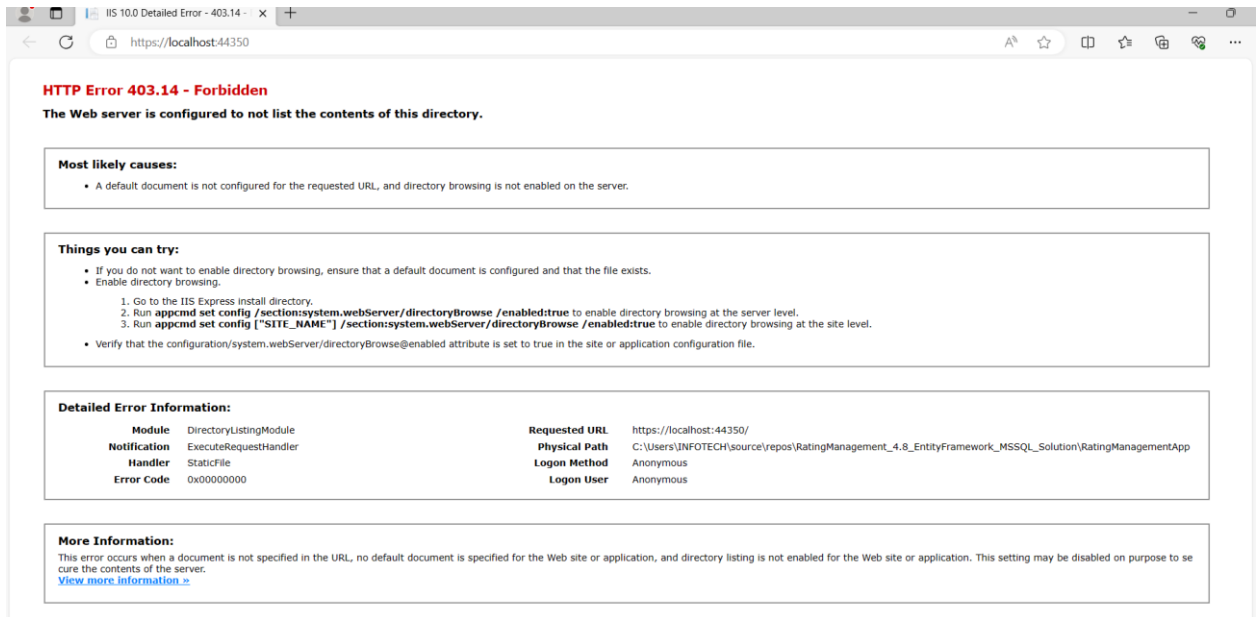 IIS 10.0 Detailed Error - 403.14 -
https://localhost:44350
HTTP Error 403.14 - Forbidden
The Web server is configured to not list the contents of this directory.
Most likely causes:
• A default document is not configured for the requested URL, and directory browsing is not enabled on the server.
Things you can try:
• If you do not want to enable directory browsing, ensure that a default document is configured and that the file exists.
• Enable directory browsing.
1. Go to the IIS Express install directory.
2. Run appcmd set config /section:system.webServer/directoryBrowse /enabled:true to enable directory browsing at the server level.
3. Run appcmd set config ["SITE_NAME"] /section:system.webServer/directoryBrowse /enabled:true to enable directory browsing at the site level.
• Verify that the configuration/system.webServer/directoryBrowse@enabled attribute is set to true in the site or application configuration file.
Detailed Error Information:
Module DirectoryListingModule
Notification ExecuteRequestHandler
Handler StaticFile
Error Code 0x00000000
Requested URL https://localhost:44350/
Physical Path C:\Users\INFOTECH\source\repos\RatingManagement_4.8_EntityFramework_MSSQL_Solution\RatingManagementApp
Logon Method Anonymous
Logon User Anonymous
More Information:
This error occurs when a document is not specified in the URL, no default document is specified for the Web site or application, and directory listing is not enabled for the Web site or application. This setting may be disabled on purpose to se
cure the contents of the server.
View more information »